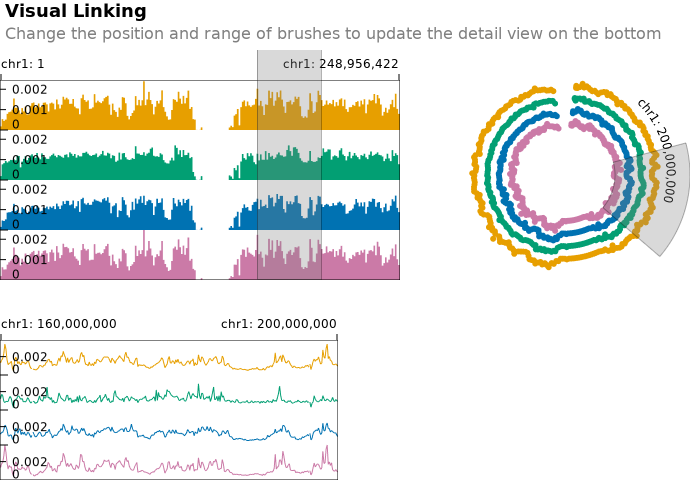 Visual Linking
Change the position and range of brushes to update the detail view on the bottom
chr1: 1
chr1: 248,956,422
0.002
0.001
0
0.002
0.001
0
0.002
0.001
0
0.002
0.001
0
chr1: 200,000,000
chr1: 160,000,000
chr1: 200,000,000
0.002
0
0.002
0
0.002
0
0.002
0